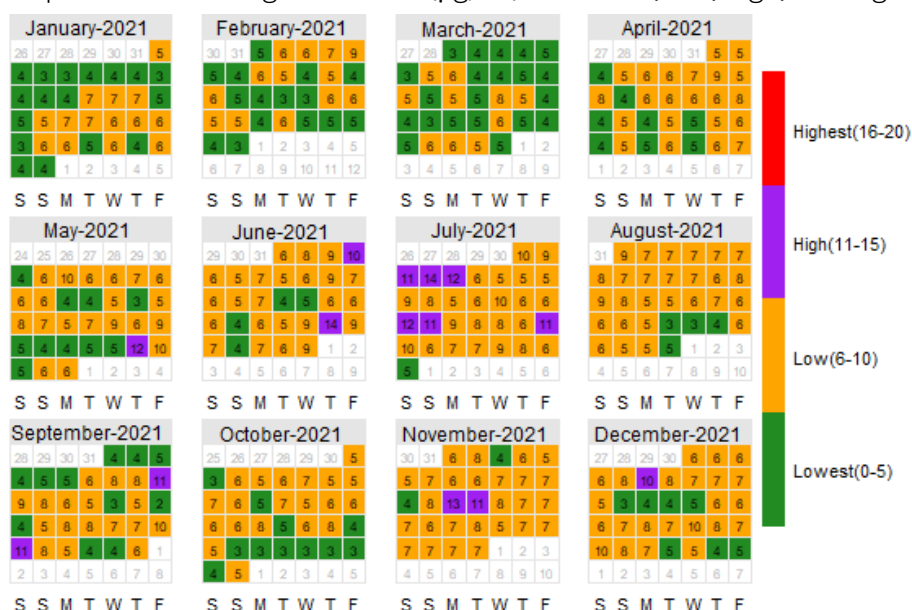 January-2021
26 27 28 29 30 31 5
4 3 3 4 4 4 3
4 4 4 7 7 7 5
5 5 7 7 6 6 6
3 6 6 5 6 4 6
4 4 1 2 3 4 5
S S M T W T F
February-2021
30 31 5 6 6 7 9
5 4 6 5 4 5 4
6 5 4 3 3 6 6
5 5 4 6 5 5 5
4 3 1 2 3 4 5
6 7 8 9 10 11 12
S S M T W T F
March-2021
27 28 3 4 4 4 5
3 5 6 4 4 5 4
5 5 5 5 8 5 4
4 3 5 5 6 5 4
5 6 6 5 5 1 2
3 4 5 6 7 8 9
S S M T W T F
April-2021
27 28 29 30 31 5 5
4 5 6 6 7 9 5
8 4 6 6 6 6 8
4 5 5 4 5 5 6
4 5 5 6 5 6 7
1 2 3 4 5 6 7
S S M T W T F
May-2021
24 25 26 27 28 29 30
4 6 10 6 6 7 6
6 6 4 4 5 3 5
8 7 5 7 9 6 9
5 4 4 5 5 12 10
5 6 6 1 2 3 4
S S M T W T F
June-2021
29 30 31 6 8 9 10
6 5 7 5 6 9 7
6 5 7 4 5 6 6
6 4 6 5 9 14 9
7 4 7 6 9 1 2
3 4 5 6 7 8 9
S S M T W T F
July-2021
26 27 28 29 30 10 9
11 14 12 6 5 5 5
9 8 5 6 10 6 6
12 11 9 8 8 6 11
10 6 7 7 9 8 6
5 1 2 3 4 5 6
S S M T W T F
August-2021
31 9 7 7 7 7 7
8 7 7 7 7 6 8
9 8 5 5 6 7 6
6 6 5 3 3 4 6
6 5 5 5 1 2 3
4 5 6 7 8 9 10
S S M T W T F
September-2021
28 29 30 31 4 4 5
4 5 5 6 8 8 11
9 8 6 5 3 5 2
4 5 8 8 7 7 10
11 8 5 4 4 6 1
2 3 4 5 6 7 8
S S M T W T F
October-2021
25 26 27 28 29 30 5
3 6 5 6 7 5 5
7 6 5 7 5 6 6
6 6 8 5 6 8 4
5 3 3 3 3 3 3
4 5 1 2 3 4 5
S S M T W T F
November-2021
30 31 6 8 4 6 5
5 7 6 6 7 7 7
4 8 13 11 8 7 7
7 6 7 8 5 7 7
7 7 7 7 1 2 3
4 5 6 7 8 9 10
S S M T W T F
December-2021
27 28 29 30 6 6 6
6 8 10 8 7 7 7
5 3 4 4 5 6 6
6 7 8 7 10 8 7
10 8 7 5 5 4 5
1 2 3 4 5 6 7
S S M T W T F
Highest(16-20)
High(11-15)
Low(6-10)
Lowest(0-5)